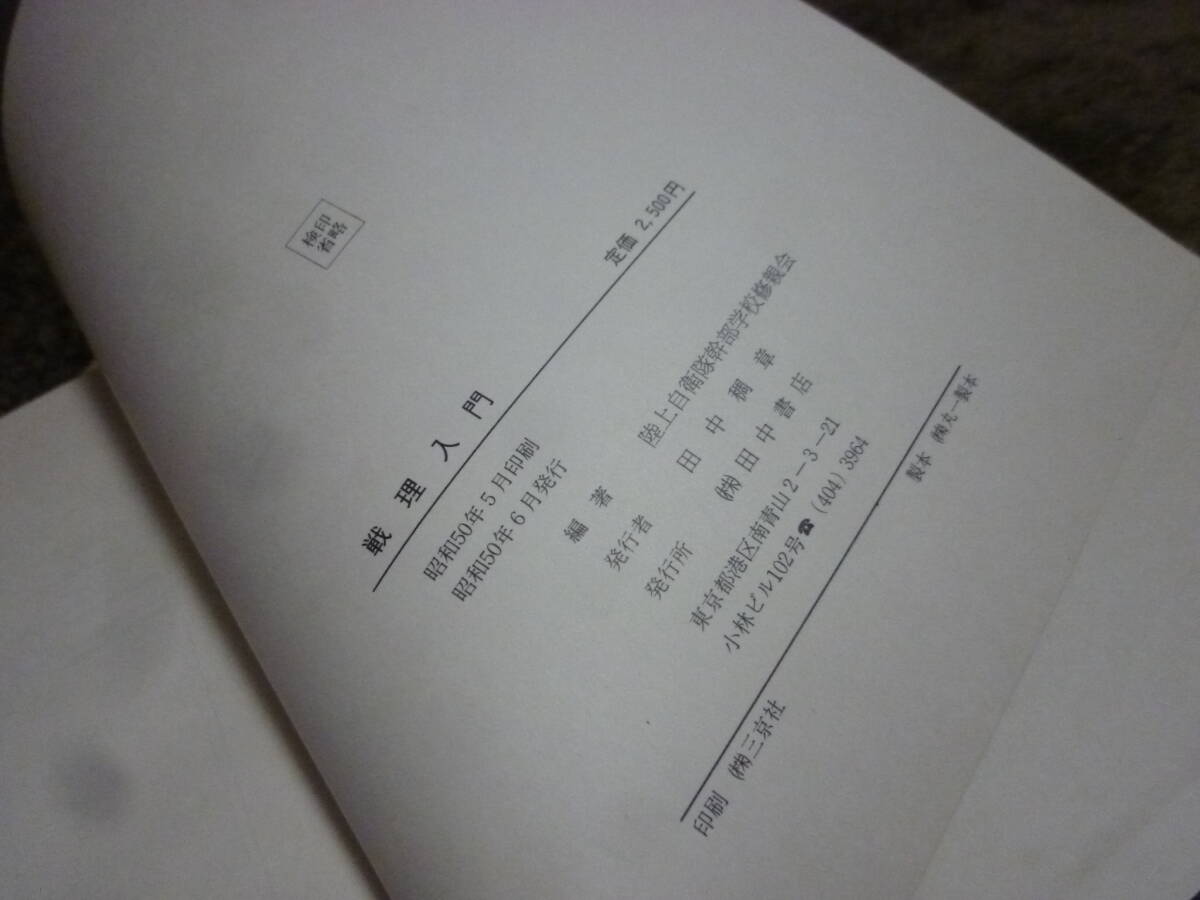 検印
省略
戦理入門　定価 2,500円
昭和50年5月印刷
昭和50年6月発行
編著　陸上自衛隊幹部学校修親会
発行者　田中稠章
発行所　㈱田中書店
東京都港区南青山2－3－21
小林ビル102号☎（404）3964
印刷　㈱三京社　製本　㈱丸一製本